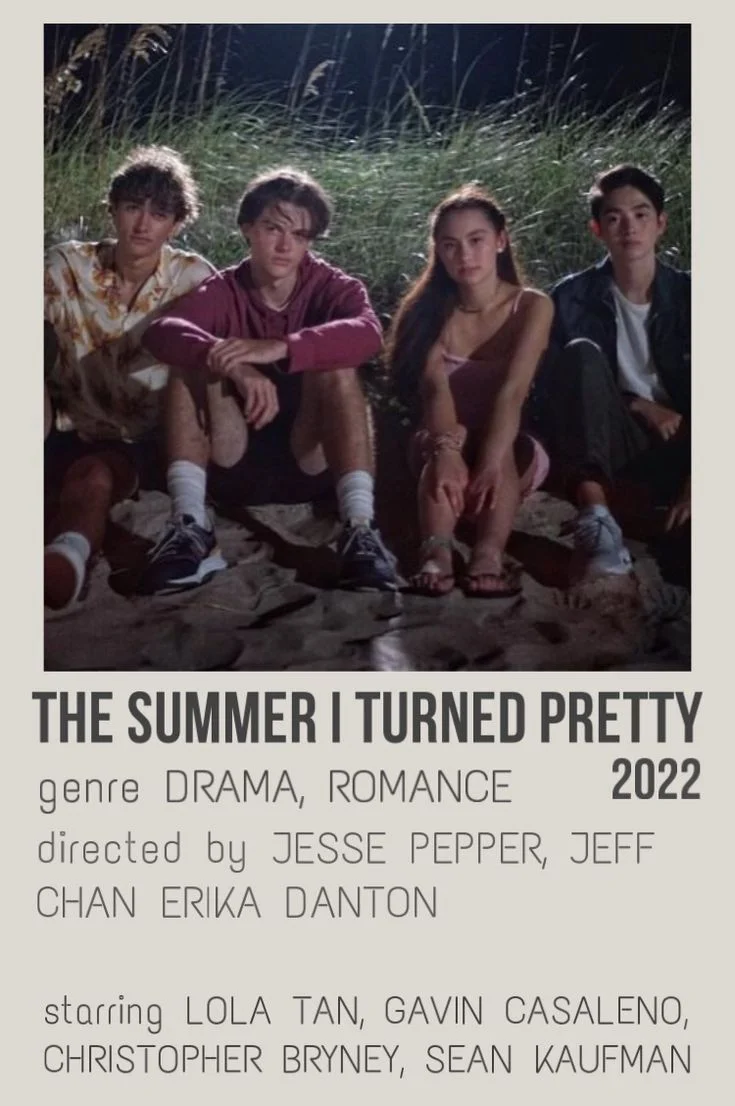 THE SUMMER I TURNED PRETTY
2022
genre DRAMA, ROMANCE
directed by JESSE PEPPER, JEFF
CHAN ERIKA DANTON
starring LOLA TAN, GAVIN CASALENO,
CHRISTOPHER BRYNEY, SEAN KAUFMAN